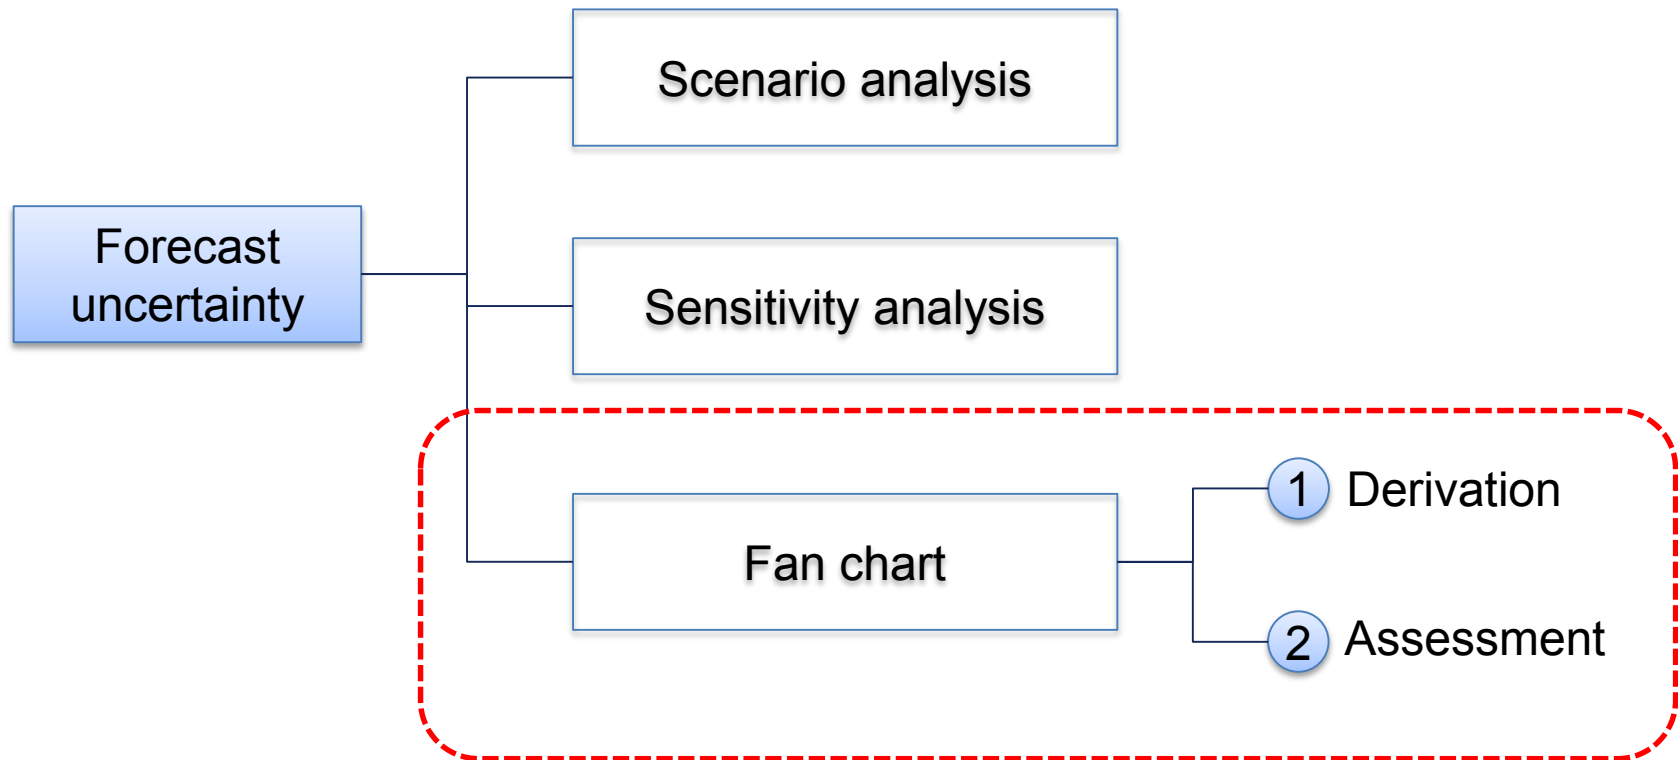 Scenario analysis
Forecast
uncertainty
Sensitivity analysis
Fan chart
1 Derivation
2 Assessment